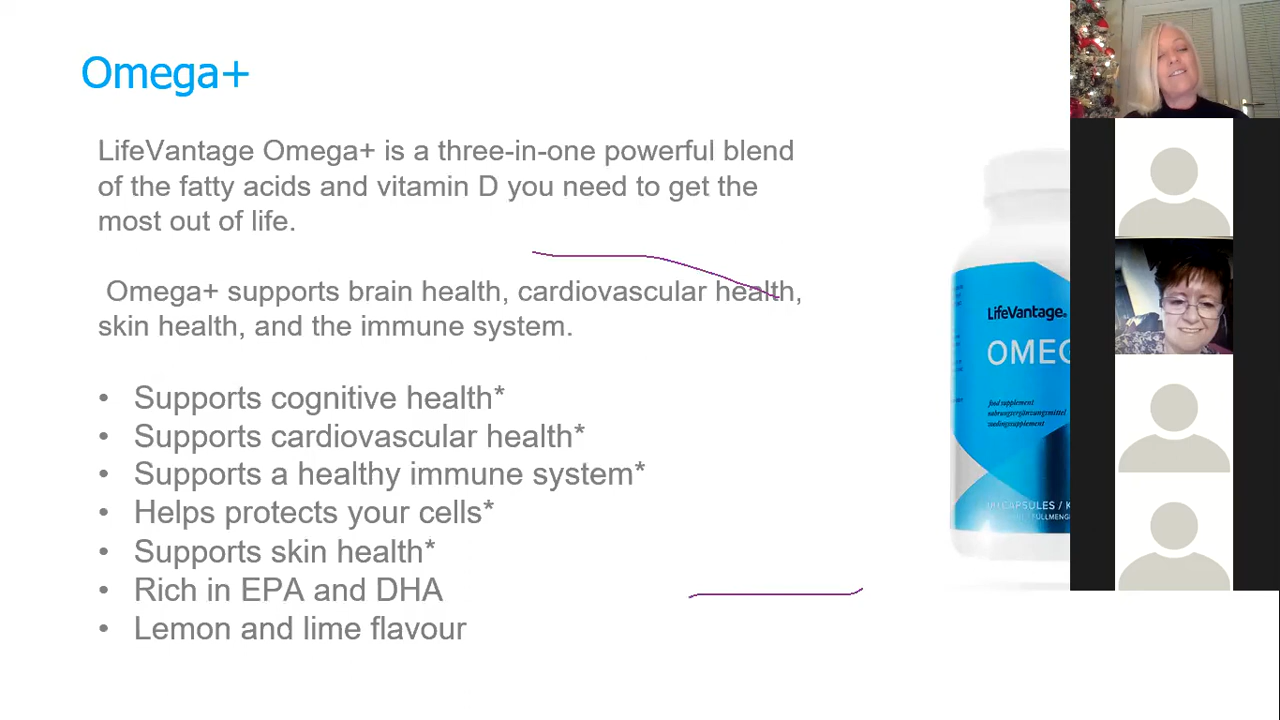 Omega+
LifeVantage Omega+ is a three-in-one powerful blend
of the fatty acids and vitamin D you need to get the
most out of life.
Omega+ supports brain health, cardiovascular health,
skin health, and the immune system.
• Supports cognitive health*
• Supports cardiovascular health*
• Supports a healthy immune system*
• Helps protects your cells*
• Supports skin health*
• Rich in EPA and DHA
• Lemon and lime flavour
LifeVantage
OMEG
food supplement
nahrungsergänzungsmittel
voedingssupplement
CAPSULES / K
FÜLLMENG